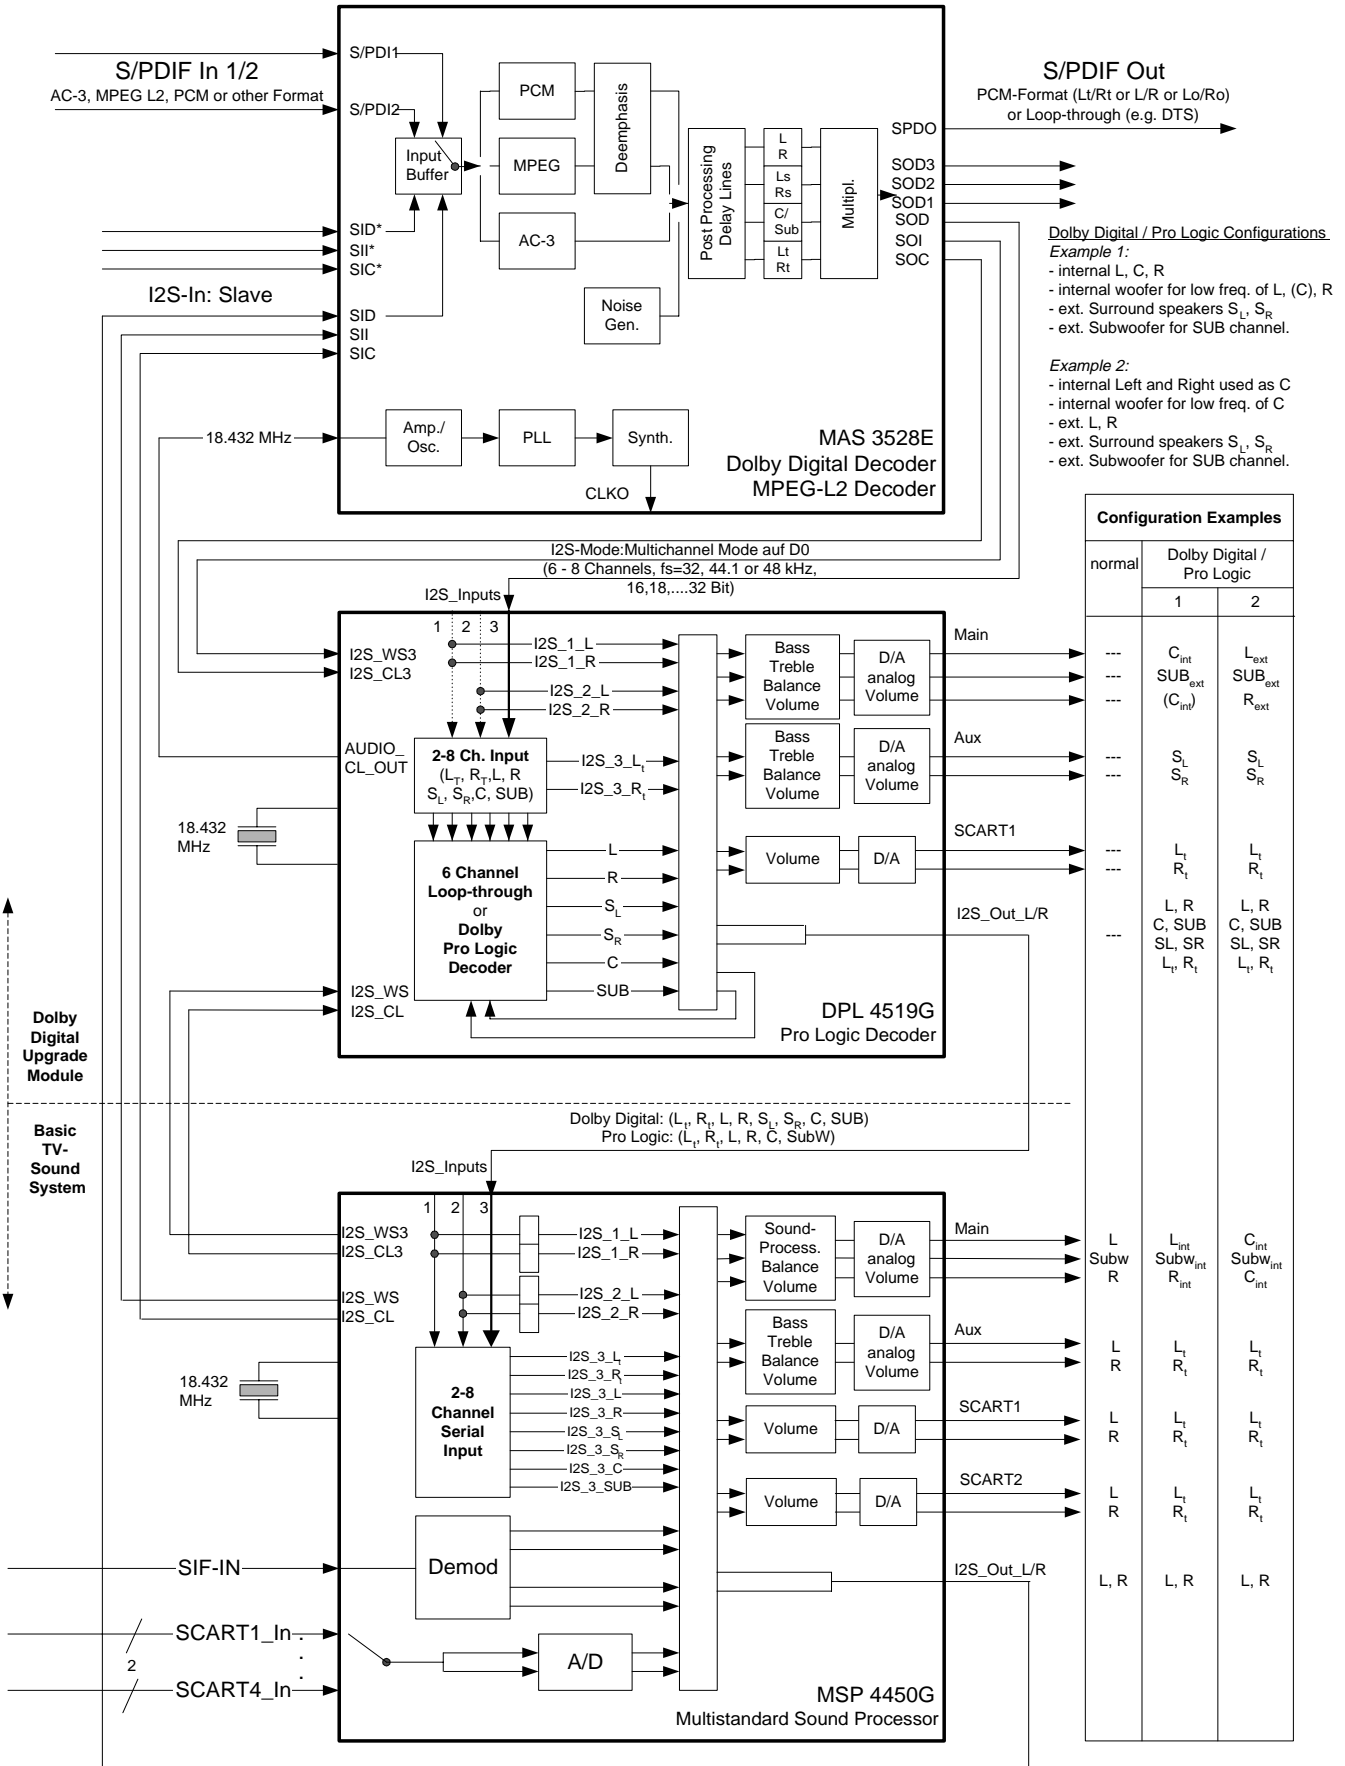 S/PDIF In 1/2
AC-3, MPEG L2, PCM or other Format
S/PDI1
S/PDI2
Input
Buffer
PCM
MPEG
AC-3
Deemphasis
Noise
Gen.
Post Processing
Delay Lines
L
R
Ls
Rs
C/
Sub
Lt
Rt
Multipl.
SPDO
SOD3
SOD2
SOD1
SOD
SOI
SOC
S/PDIF Out
PCM-Format (Lt/Rt or L/R or Lo/Ro)
or Loop-through (e.g. DTS)
SID*
SII*
SIC*
I2S-In: Slave
SID
SII
SIC
18.432 MHz
Amp./
Osc.
PLL
Synth.
CLKO
MAS 3528E
Dolby Digital Decoder
MPEG-L2 Decoder
Dolby Digital / Pro Logic Configurations
Example 1:
- internal L, C, R
- internal woofer for low freq. of L, (C), R
- ext. Surround speakers SL, SR
- ext. Subwoofer for SUB channel.
Example 2:
- internal Left and Right used as C
- internal woofer for low freq. of C
- ext. L, R
- ext. Surround speakers SL, SR
- ext. Subwoofer for SUB channel.
I2S-Mode:Multichannel Mode auf D0
(6 - 8 Channels, fs=32, 44.1 or 48 kHz,
16,18,....32 Bit)
I2S_Inputs
1 2 3
I2S_WS3
I2S_CL3
AUDIO_
CL_OUT
18.432
MHz
I2S_WS
I2S_CL
I2S_1_L
I2S_1_R
I2S_2_L
I2S_2_R
2-8 Ch. Input
(LT, RT,L, R
SL, SR,C, SUB)
I2S_3_Lt
I2S_3_Rt
6 Channel
Loop-through
or
Dolby
Pro Logic
Decoder
L
R
SL
SR
C
SUB
Bass
Treble
Balance
Volume
D/A
analog
Volume
Main
Bass
Treble
Balance
Volume
D/A
analog
Volume
Aux
Volume
D/A
SCART1
I2S_Out_L/R
DPL 4519G
Pro Logic Decoder
Dolby
Digital
Upgrade
Module
Basic
TV-
Sound
System
Dolby Digital: (Lt, Rt, L, R, SL, SR, C, SUB)
Pro Logic: (Lt, Rt, L, R, C, SubW)
I2S_Inputs
1 2 3
I2S_WS3
I2S_CL3
I2S_WS
I2S_CL
18.432
MHz
I2S_1_L
I2S_1_R
I2S_2_L
I2S_2_R
2-8
Channel
Serial
Input
I2S_3_Lt
I2S_3_Rt
I2S_3_L
I2S_3_R
I2S_3_SL
I2S_3_SR
I2S_3_C
I2S_3_SUB
SIF-IN
Demod
SCART1_In
.
.
.
2
SCART4_In
A/D
Sound-
Process.
Balance
Volume
D/A
analog
Volume
Main
Bass
Treble
Balance
Volume
D/A
analog
Volume
Aux
Volume
D/A
SCART1
Volume
D/A
SCART2
I2S_Out_L/R
MSP 4450G
Multistandard Sound Processor
Configuration Examples
normal
Dolby Digital /
Pro Logic
1 2
--- Cint Lext
--- SUBext SUBext
--- (Cint) Rext
--- SL SL
--- SR SR
--- Lt Lt
--- Rt Rt
L, R L, R
C, SUB C, SUB
--- SL, SR SL, SR
Lt, Rt Lt, Rt
L Lint Cint
Subw Subwint Subwint
R Rint Cint
L Lt Lt
R Rt Rt
L Lt Lt
R Rt Rt
L Lt Lt
R Rt Rt
L, R L, R L, R